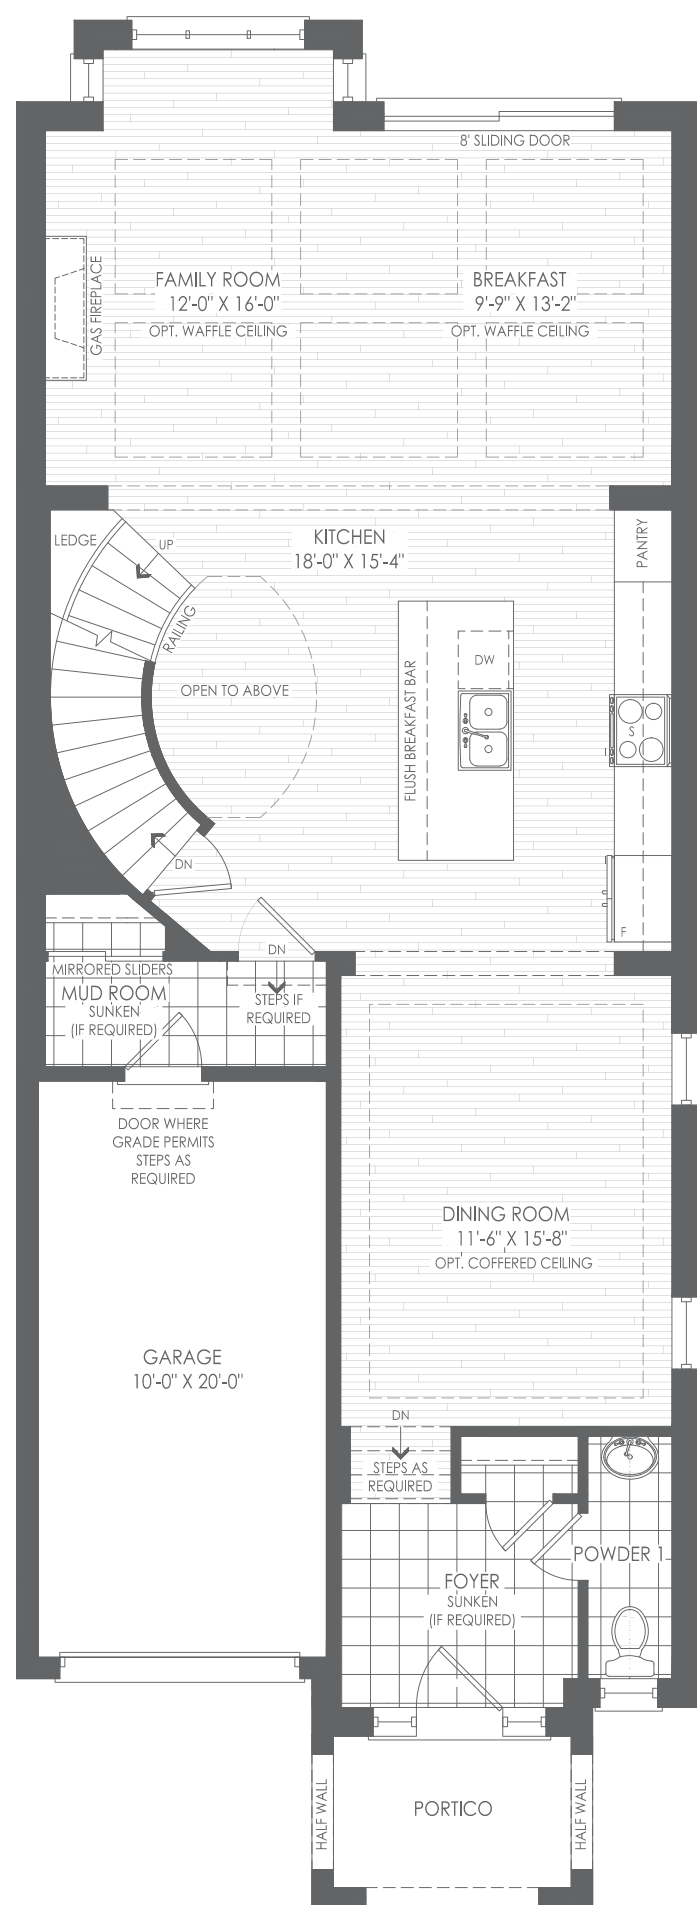 8' SLIDING DOOR
GAS FIREPLACE
FAMILY ROOM
12'-0" X 16'-0"
OPT. WAFFLE CEILING
BREAKFAST
9'-9" X 13'-2"
OPT. WAFFLE CEILING
LEDGE
UP
RAILING
KITCHEN
18'-0" X 15'-4"
PANTRY
OPEN TO ABOVE
FLUSH BREAKFAST BAR
DW
S
DN
F
DN
MIRRORED SLIDERS
MUD ROOM
SUNKEN
(IF REQUIRED)
STEPS IF
REQUIRED
DOOR WHERE
GRADE PERMITS
STEPS AS
REQUIRED
DINING ROOM
11'-6" X 15'-8"
OPT. COFFERED CEILING
GARAGE
10'-0" X 20'-0"
DN
STEPS AS
REQUIRED
POWDER 1
FOYER
SUNKEN
(IF REQUIRED)
HALF WALL
PORTICO
HALF WALL